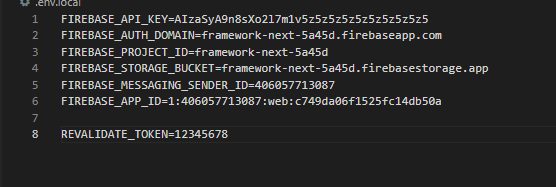 .env.local
1 FIREBASE_API_KEY=AIzaSyA9n8sXo2l7m1v5z5z5z5z5z5z5z5z5z5
2 FIREBASE_AUTH_DOMAIN=framework-next-5a45d.firebaseapp.com
3 FIREBASE_PROJECT_ID=framework-next-5a45d
4 FIREBASE_STORAGE_BUCKET=framework-next-5a45d.firebasestorage.app
5 FIREBASE_MESSAGING_SENDER_ID=406057713087
6 FIREBASE_APP_ID=1:406057713087:web:c749da06f1525fc14db50a
7
8 REVALIDATE_TOKEN=12345678